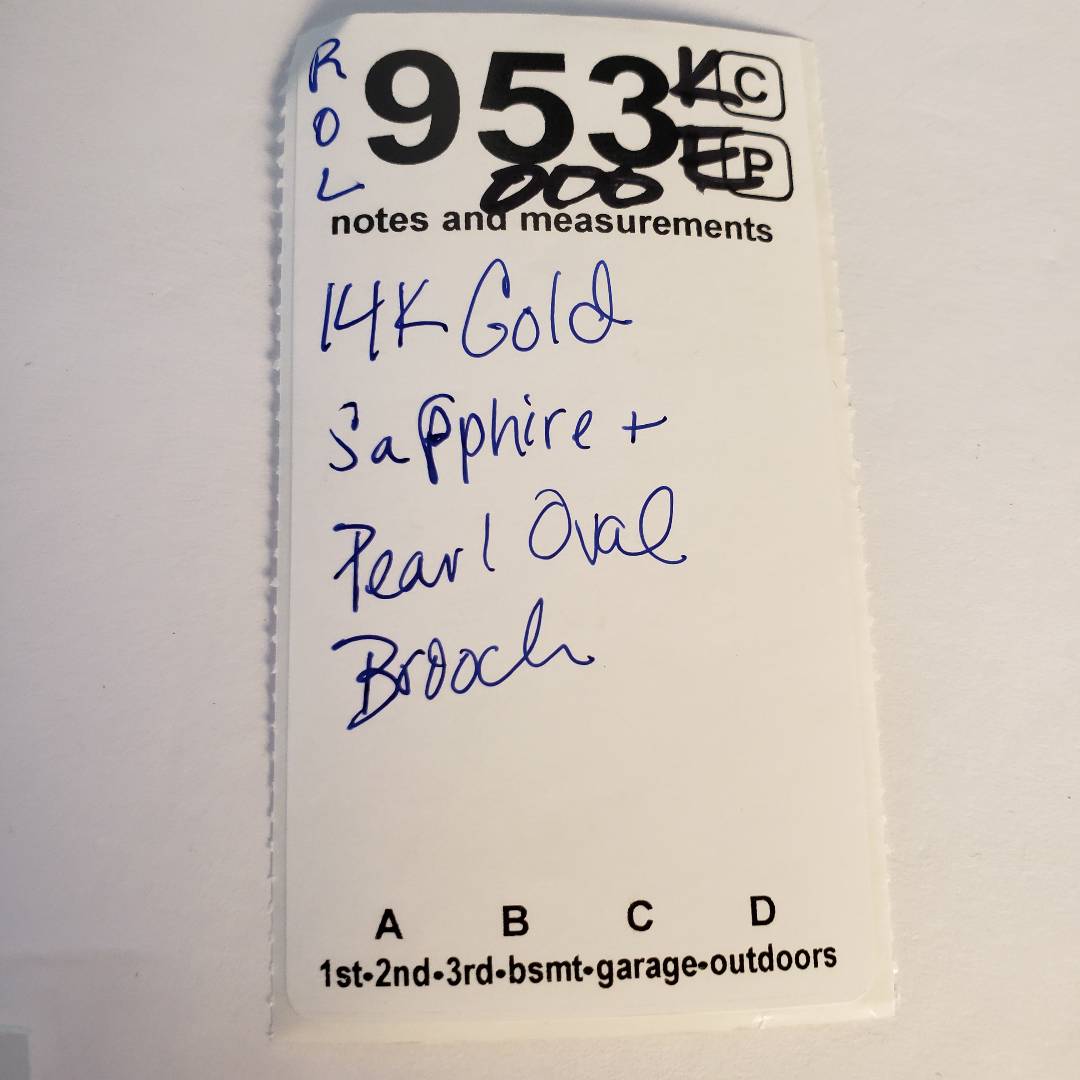 ROL
953 KC
EP
000
notes and measurements
14K Gold
Sapphire +
Pearl Oval
Brooch
A B C D
1st•2nd•3rd•bsmt•garage•outdoors